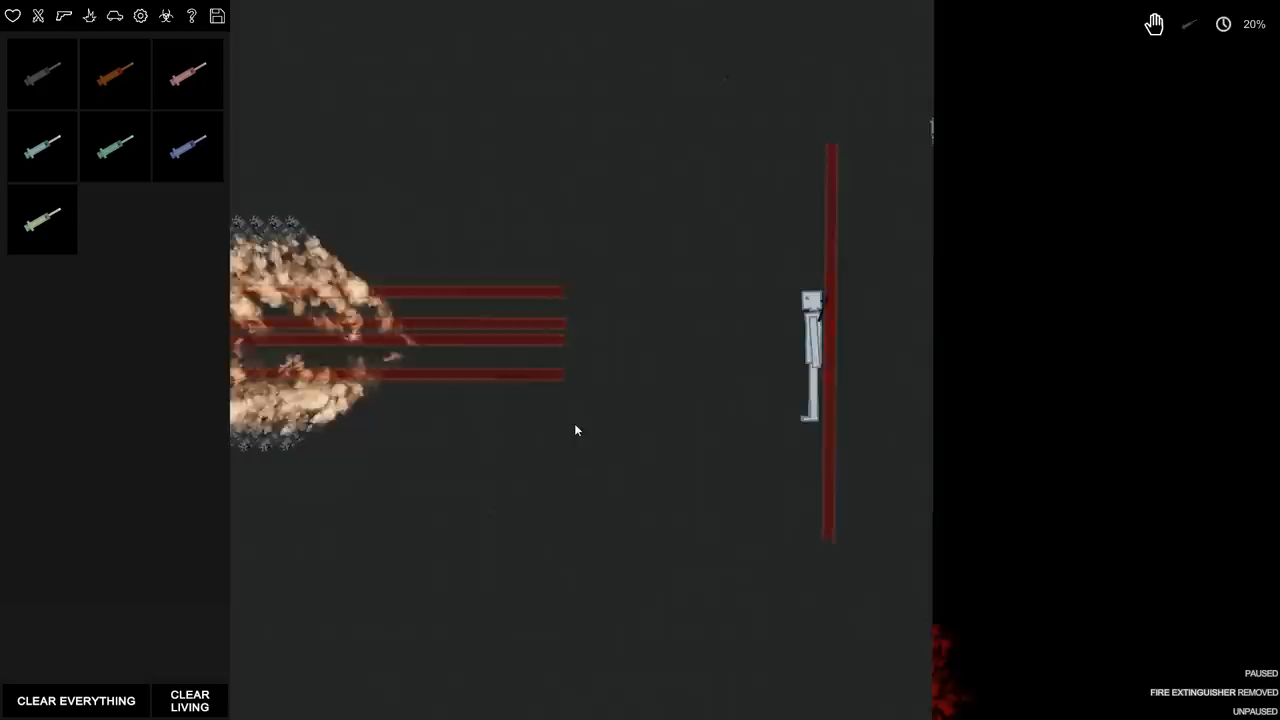 20%
CLEAR EVERYTHING
CLEAR
LIVING
PAUSED
FIRE EXTINGUISHER REMOVED
UNPAUSED